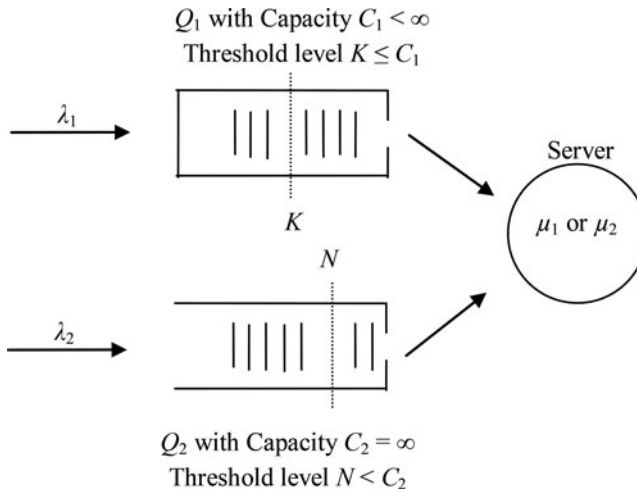 Q₁ with Capacity C₁ < ∞
Threshold level K ≤ C₁
λ₁
Server
μ₁ or μ₂
K
N
λ₂
Q₂ with Capacity C₂ = ∞
Threshold level N < C₂